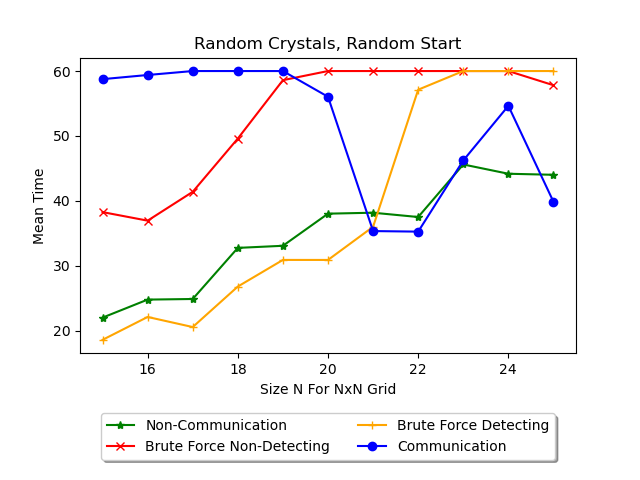 Random Crystals, Random Start
60
50
40
30
20
Mean Time
16 18 20 22 24
Size N For NxN Grid
Non-Communication
Brute Force Detecting
Brute Force Non-Detecting
Communication